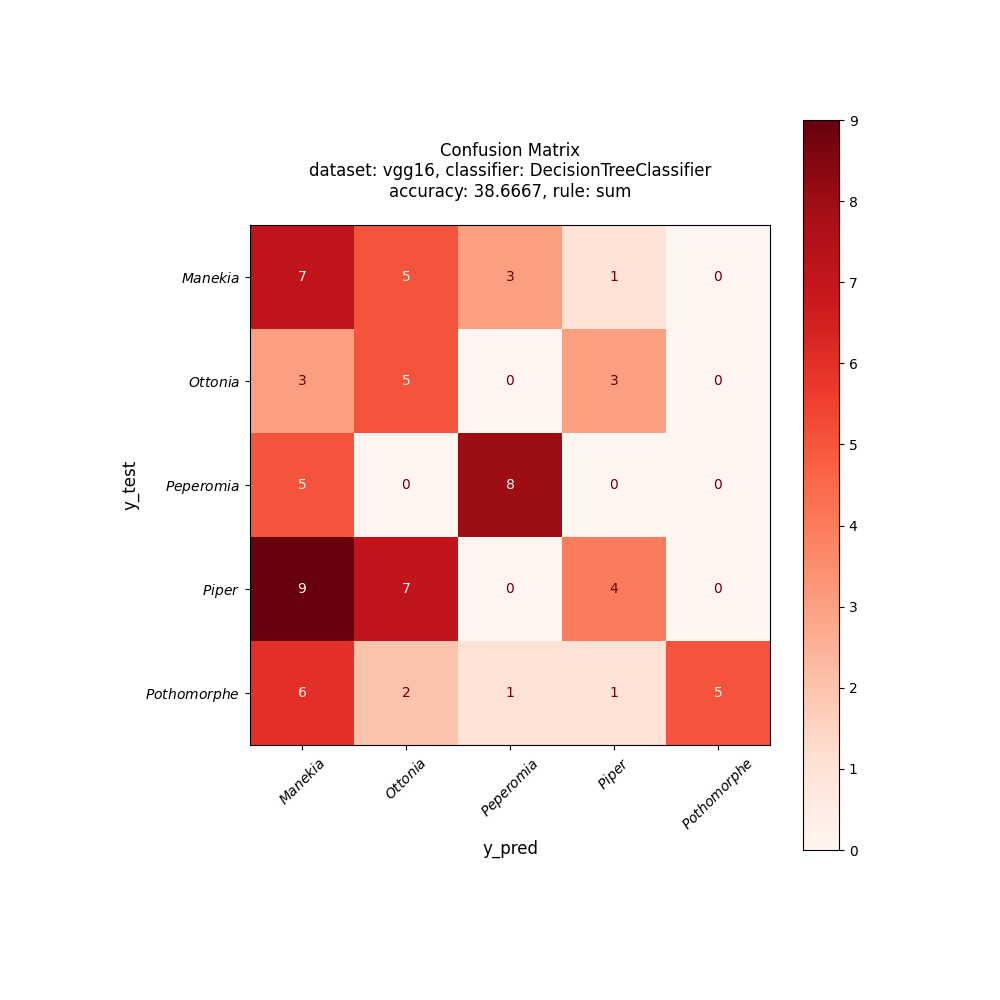 Confusion Matrix
dataset: vgg16, classifier: DecisionTreeClassifier
accuracy: 38.6667, rule: sum
y_test
Manekia 7 5 3 1 0
Ottonia 3 5 0 3 0
Peperomia 5 0 8 0 0
Piper 9 7 0 4 0
Pothomorphe 6 2 1 1 5
Manekia Ottonia Peperomia Piper Pothomorphe
y_pred
9
8
7
6
5
4
3
2
1
0